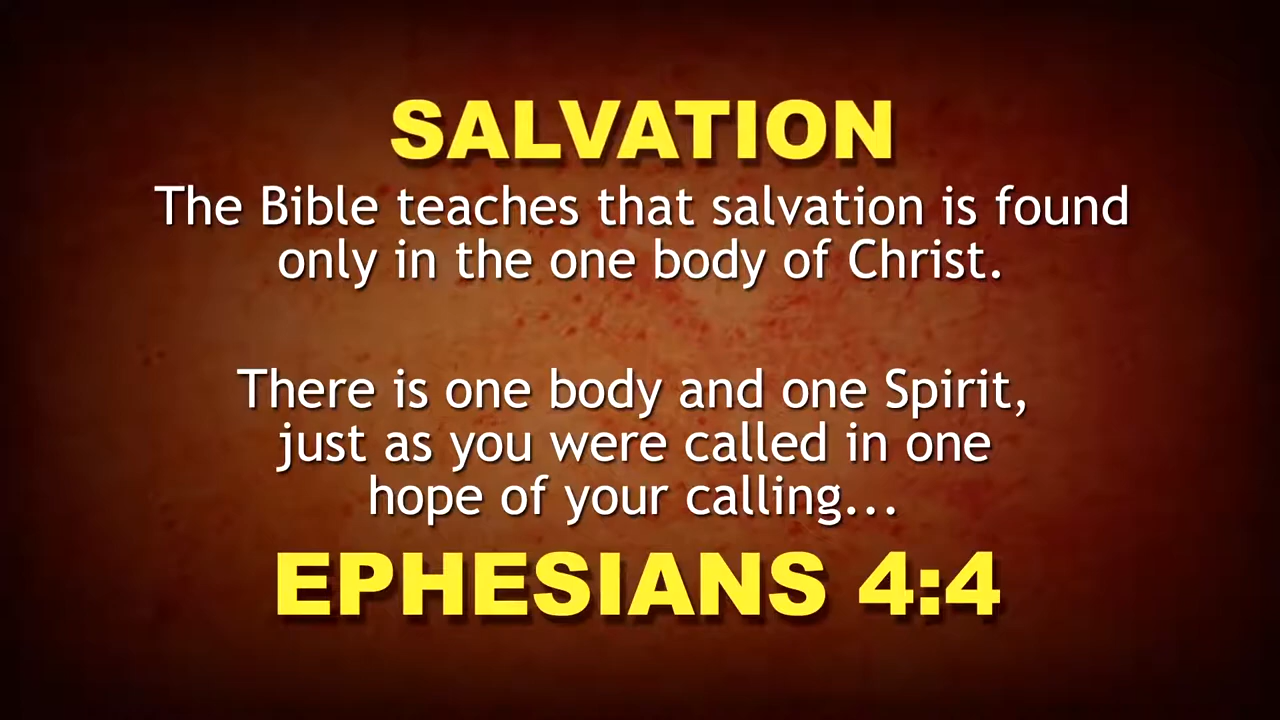 SALVATION
The Bible teaches that salvation is found
only in the one body of Christ.
There is one body and one Spirit,
just as you were called in one
hope of your calling...
EPHESIANS 4:4